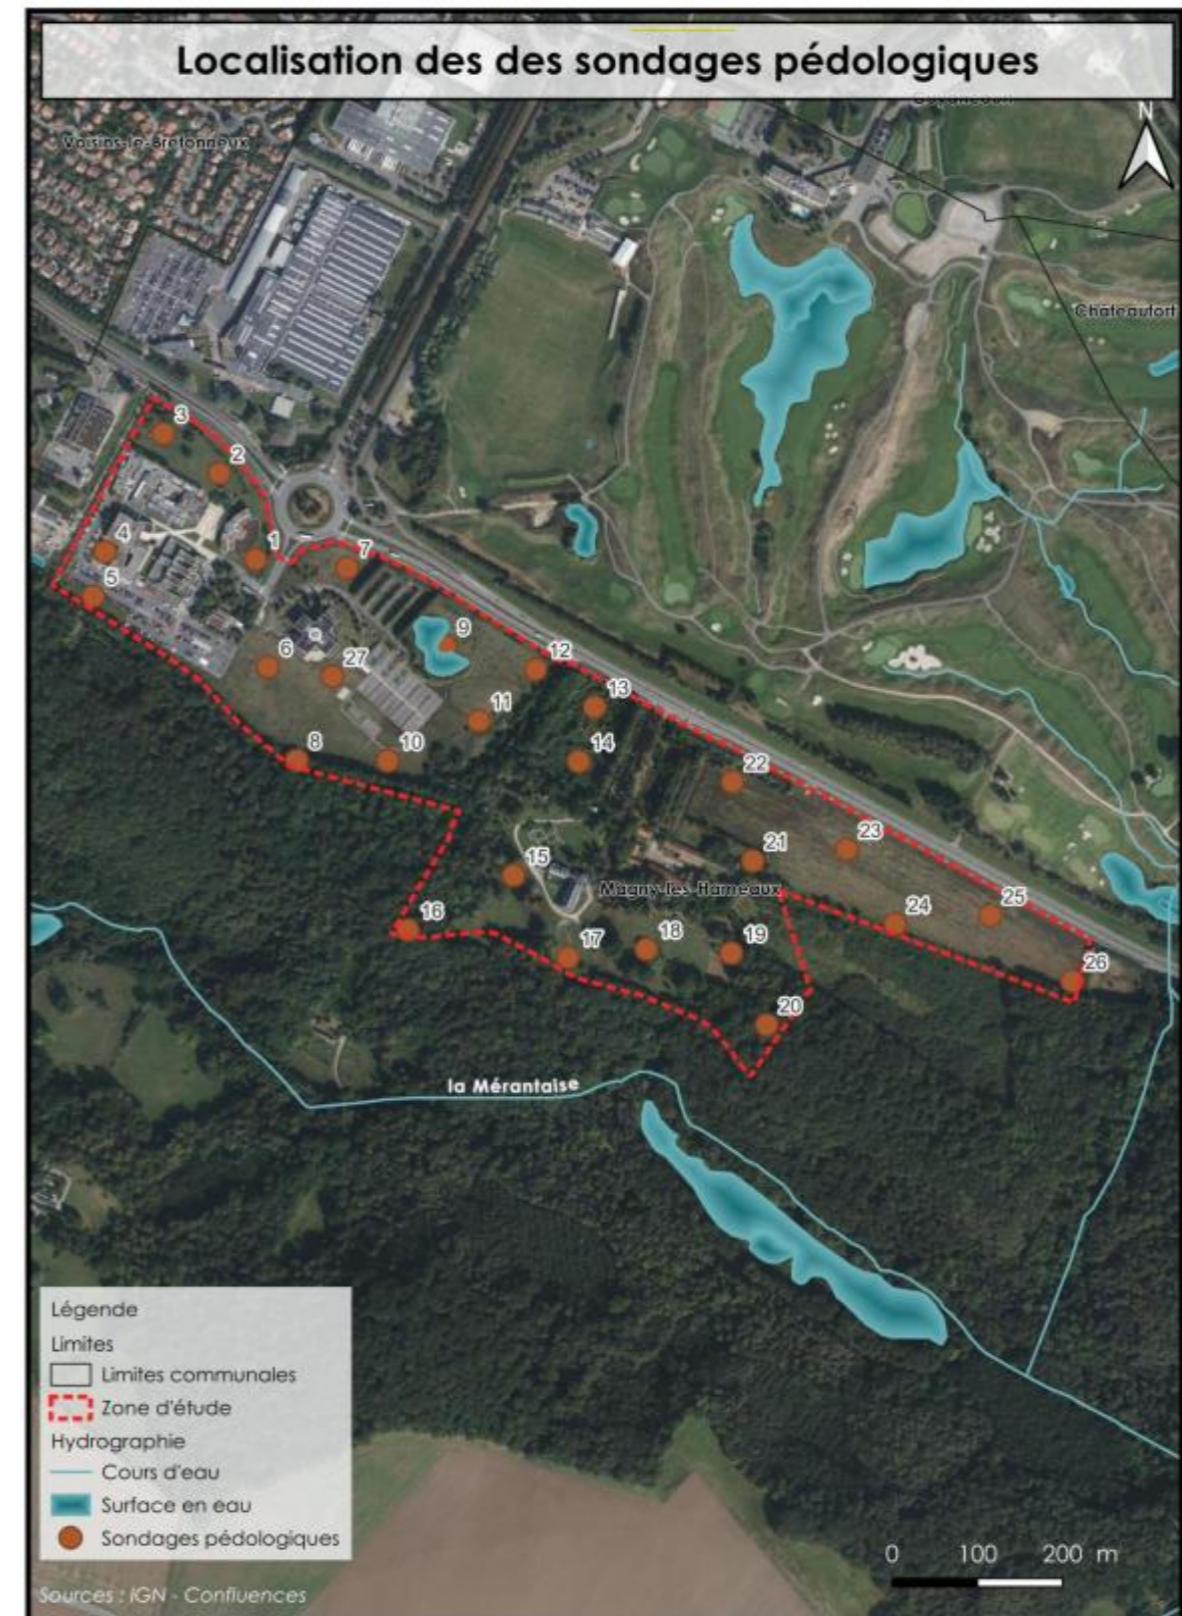 Localisation des des sondages pédologiques
Guyancourt
N
Voisins-le-Bretonneux
Châteaufort
3
2
4
1
7
5
9
6
27
12
13
11
8
10
14
22
23
15
21
Magny-les-Hameaux
16
24
25
17
18
19
26
20
la Mérantaise
Légende
Limites
Limites communales
Zone d'étude
Hydrographie
Cours d'eau
Surface en eau
Sondages pédologiques
0 100 200 m
Sources : IGN - Confluences